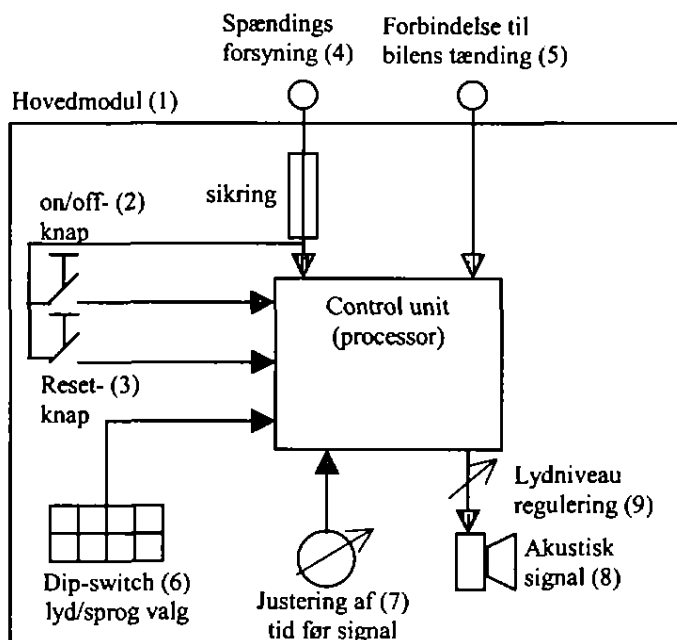 Spændings
forsyning (4)
Forbindelse til
bilens tænding (5)
Hovedmodul (1)
sikring
on/off- (2)
knap
Control unit
(processor)
Reset- (3)
knap
Lydniveau
regulering (9)
Dip-switch (6)
lyd/sprog valg
Justering af (7)
tid før signal
Akustisk
signal (8)